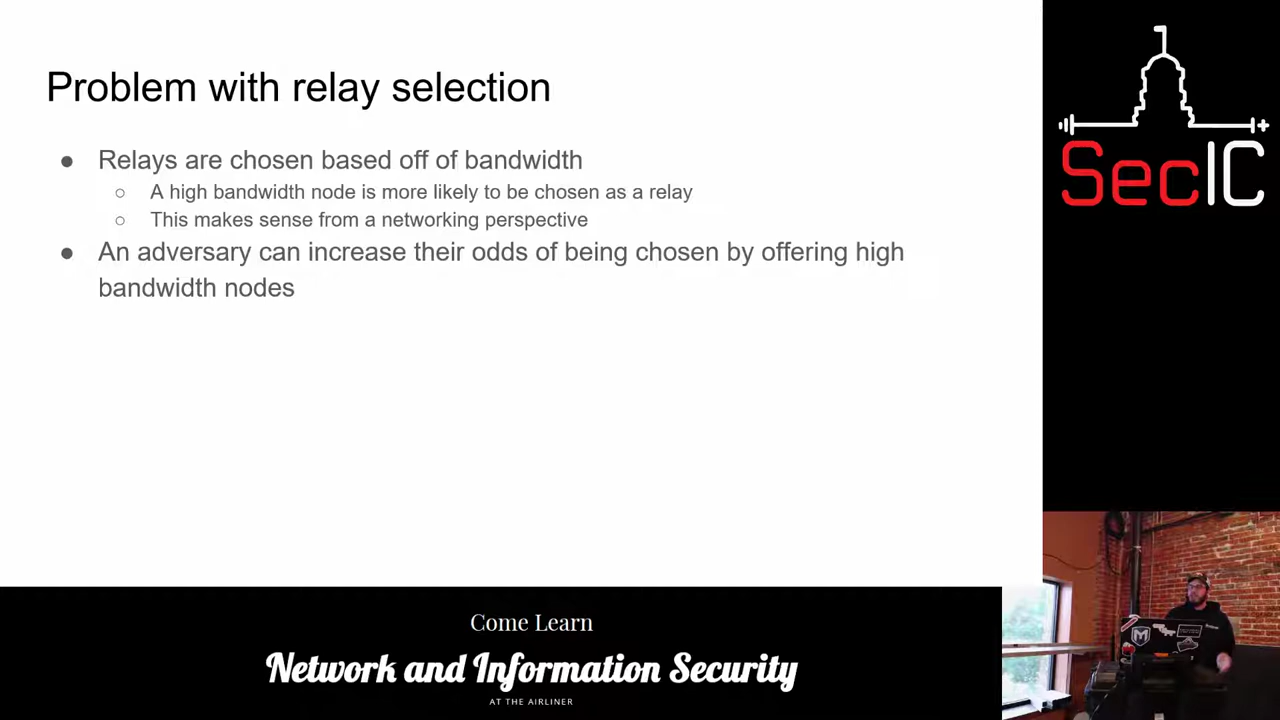 Problem with relay selection
● Relays are chosen based off of bandwidth
○ A high bandwidth node is more likely to be chosen as a relay
○ This makes sense from a networking perspective
● An adversary can increase their odds of being chosen by offering high
bandwidth nodes
SecIC
Come Learn
Network and Information Security
AT THE AIRLINER